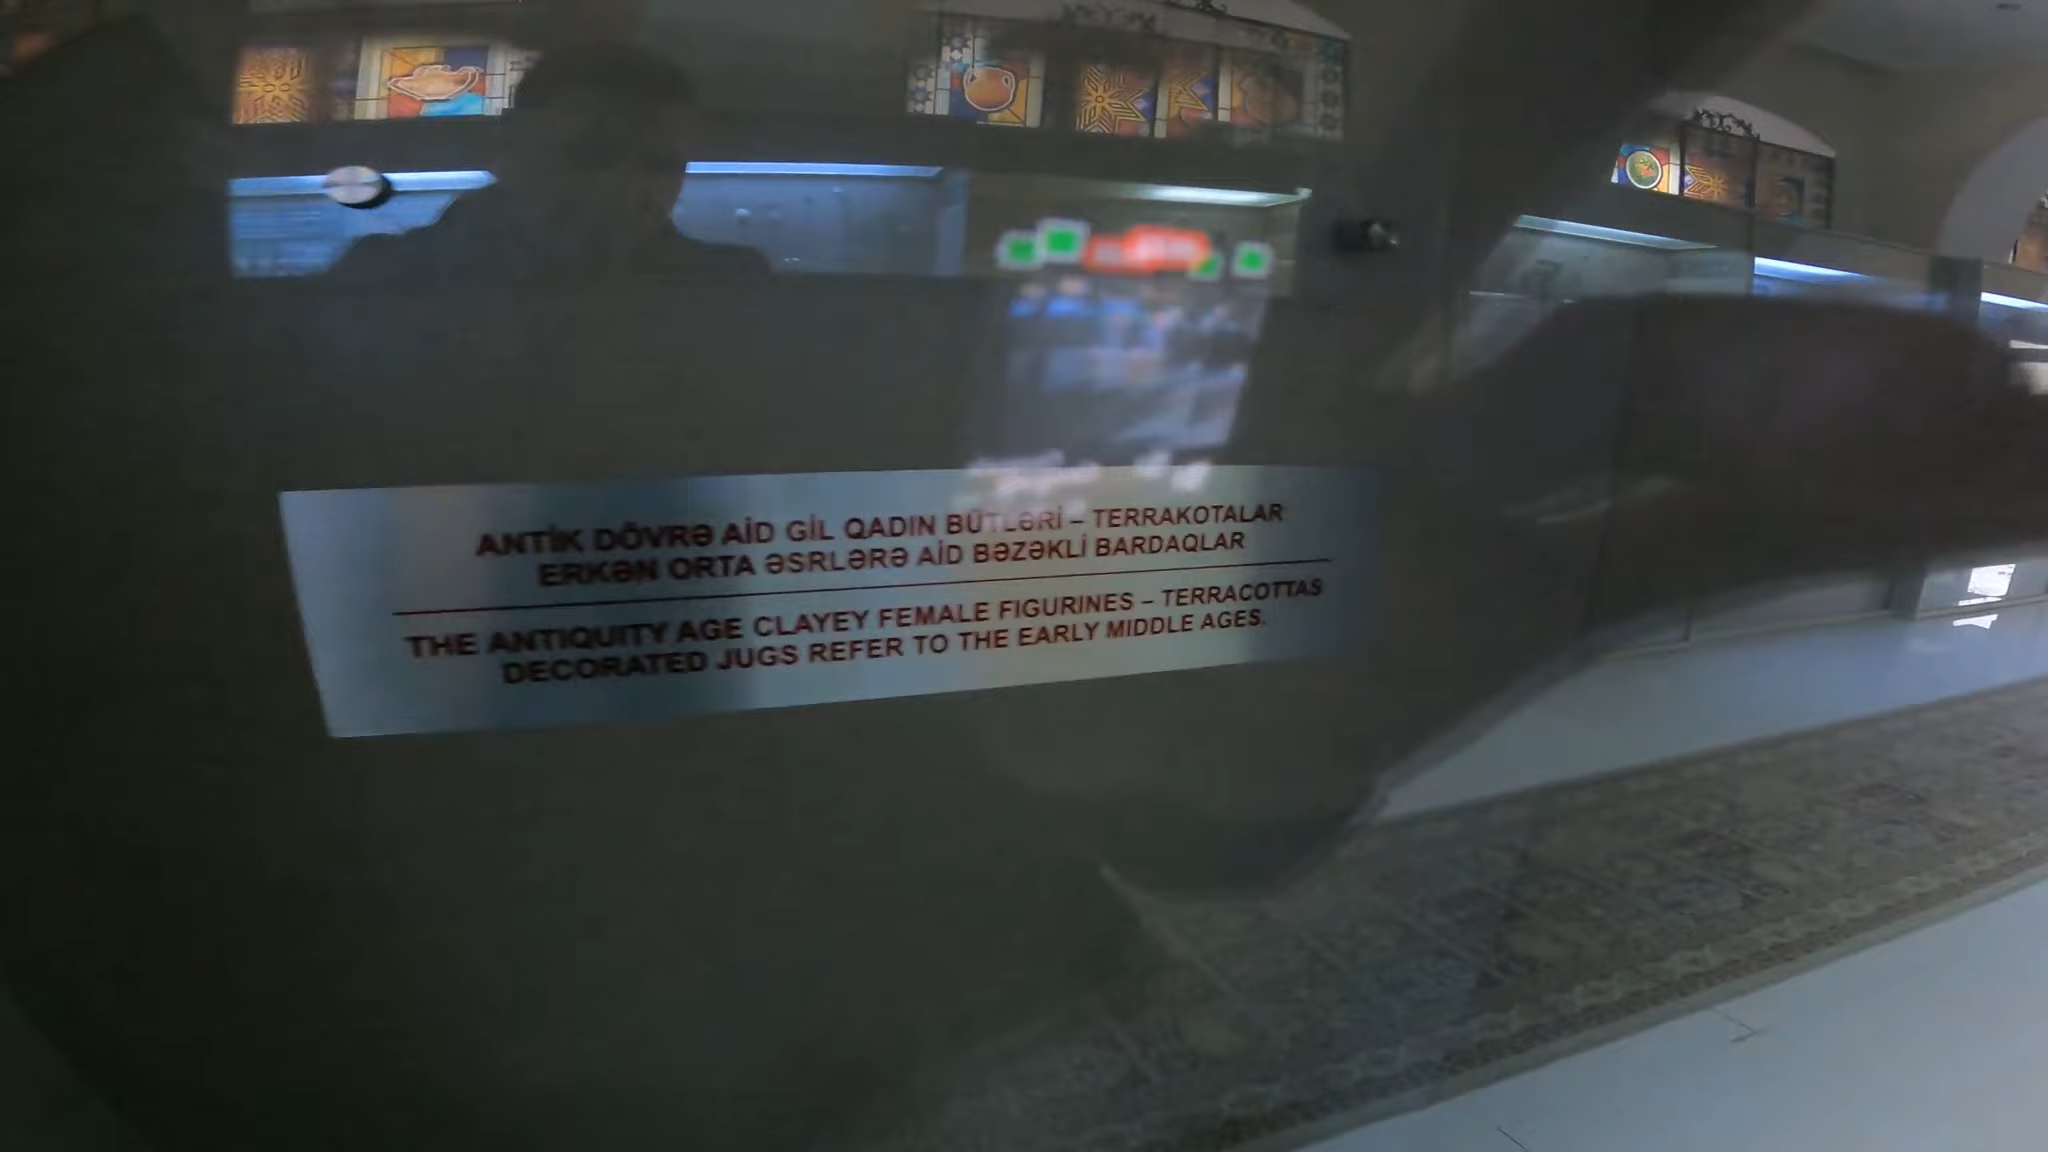 ANTİK DÖVRƏ AİD GİL QADIN BÜTLƏRİ – TERRAKOTALAR
ERKƏN ORTA ƏSRLƏRƏ AİD BƏZƏKLİ BARDAQLAR
THE ANTIQUITY AGE CLAYEY FEMALE FIGURINES – TERRACOTTAS
DECORATED JUGS REFER TO THE EARLY MIDDLE AGES.